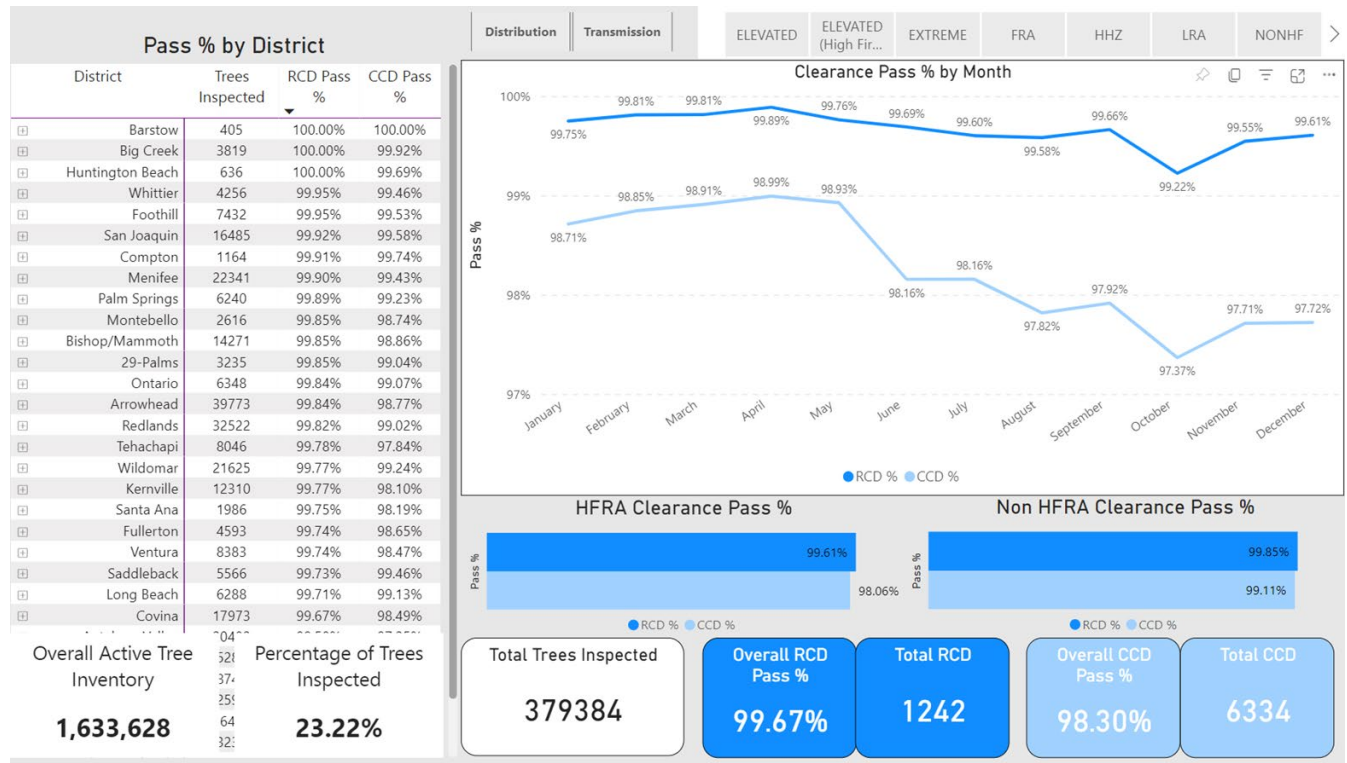 Pass % by District
District Trees Inspected RCD Pass % CCD Pass %
Barstow 405 100.00% 100.00%
Big Creek 3819 100.00% 99.92%
Huntington Beach 636 100.00% 99.69%
Whittier 4256 99.95% 99.46%
Foothill 7432 99.95% 99.53%
San Joaquin 16485 99.92% 99.58%
Compton 1164 99.91% 99.74%
Menifee 22341 99.90% 99.43%
Palm Springs 6240 99.89% 99.23%
Montebello 2616 99.85% 98.74%
Bishop/Mammoth 14271 99.85% 98.86%
29-Palms 3235 99.85% 99.04%
Ontario 6348 99.84% 99.07%
Arrowhead 39773 99.84% 98.77%
Redlands 32522 99.82% 99.02%
Tehachapi 8046 99.78% 97.84%
Wildomar 21625 99.77% 99.24%
Kernville 12310 99.77% 98.10%
Santa Ana 1986 99.75% 98.19%
Fullerton 4593 99.74% 98.65%
Ventura 8383 99.74% 98.47%
Saddleback 5566 99.73% 99.46%
Long Beach 6288 99.71% 99.13%
Covina 17973 99.67% 98.49%
Overall Active Tree
Inventory
1,633,628
Percentage of Trees
Inspected
23.22%
Distribution Transmission
ELEVATED ELEVATED (High Fir... EXTREME FRA HHZ LRA NONHF
Clearance Pass % by Month
Pass %
100%
99%
98%
97%
99.75% 99.81% 99.81% 99.89% 99.76% 99.69% 99.60% 99.58% 99.66% 99.22% 99.55% 99.61%
98.71% 98.85% 98.91% 98.99% 98.93% 98.16% 98.16% 97.82% 97.92% 97.37% 97.71% 97.72%
January February March April May June July August September October November December
RCD % CCD %
HFRA Clearance Pass %
Pass %
99.61%
98.06%
RCD % CCD %
Non HFRA Clearance Pass %
Pass %
99.85%
99.11%
RCD % CCD %
Total Trees Inspected
379384
Overall RCD
Pass %
99.67%
Total RCD
1242
Overall CCD
Pass %
98.30%
Total CCD
6334